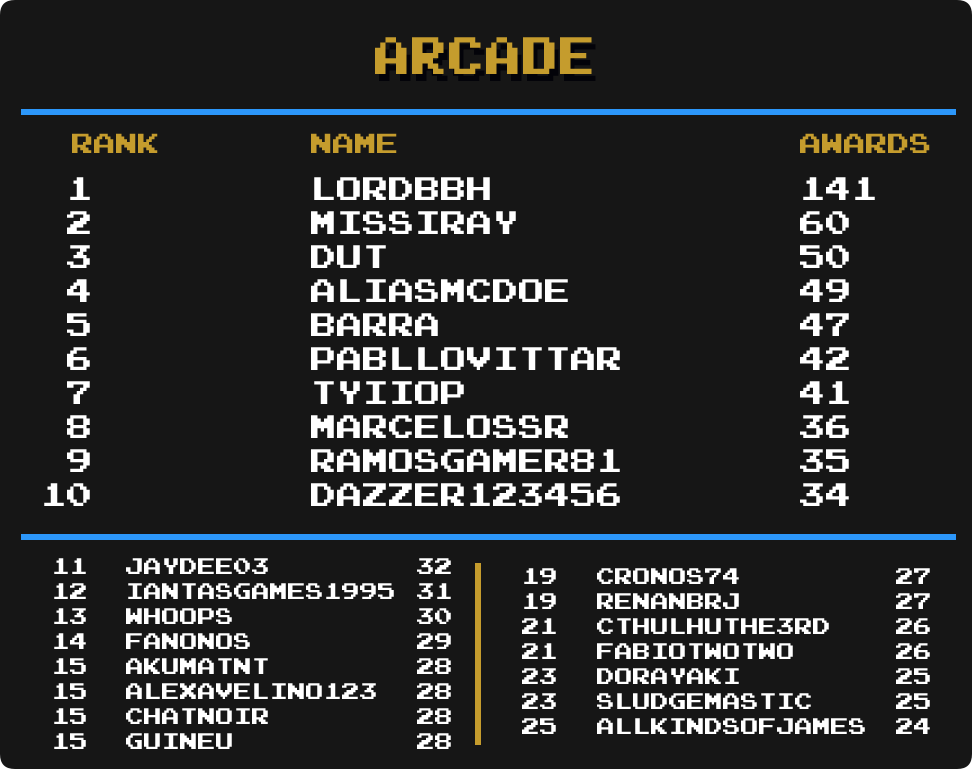 ARCADE
RANK NAME AWARDS
1 LORDBBH 141
2 MISSIRAY 60
3 DUT 50
4 ALIASMCDOE 49
5 BARRA 47
6 PABLLOVITTAR 42
7 TYIIOP 41
8 MARCELOSSR 36
9 RAMOSGAMER81 35
10 DAZZER123456 34
11 JAYDEE03 32
12 IANTASGAMES1995 31
13 WHOOPS 30
14 FANONOS 29
15 AKUMATNT 28
15 ALEXAVELINO123 28
15 CHATNOIR 28
15 GUINEU 28
19 CRONOS74 27
19 RENANBRJ 27
21 CTHULHUTHE3RD 26
21 FABIOTWOTWO 26
23 DORAYAKI 25
23 SLUDGEMASTIC 25
25 ALLKINDSOFJAMES 24